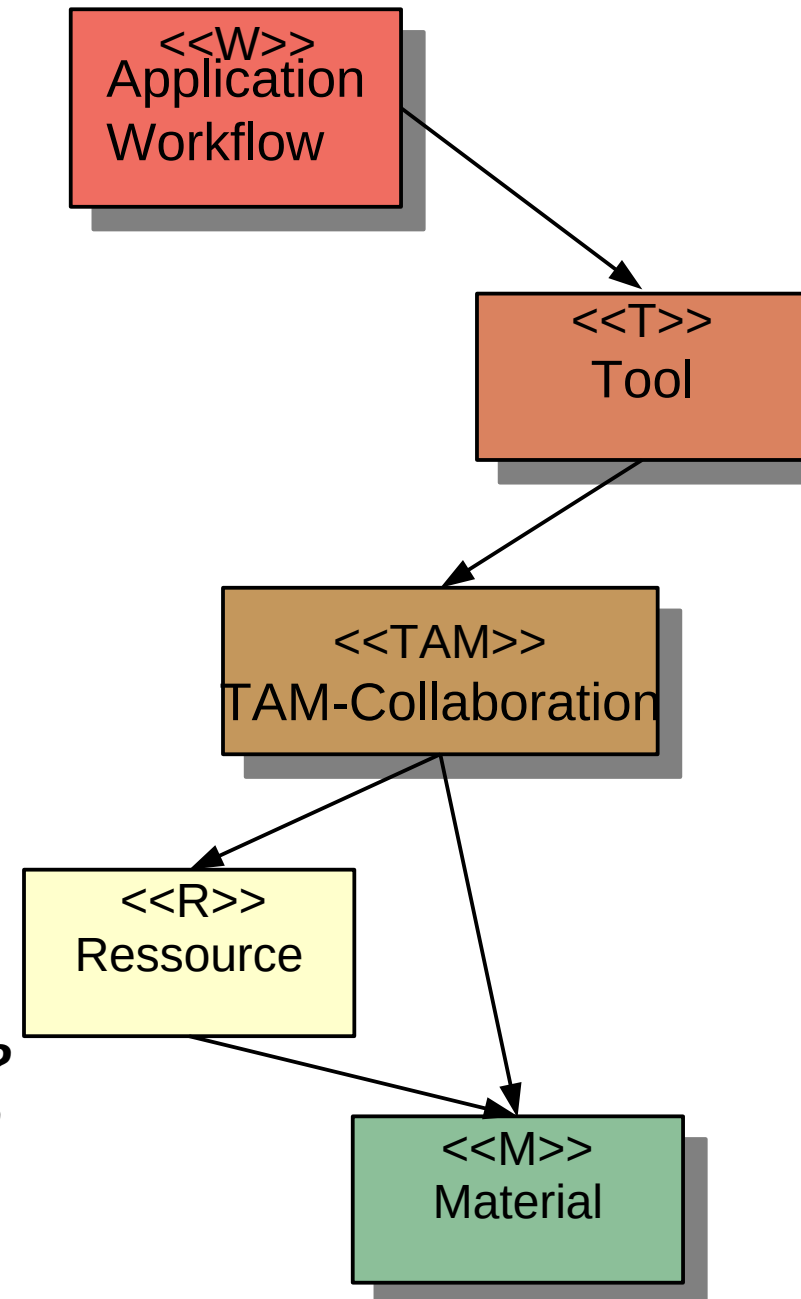 <<W>>
Application
Workflow
<<T>>
Tool
<<TAM>>
TAM-Collaboration
<<R>>
Ressource
?
<<M>>
Material